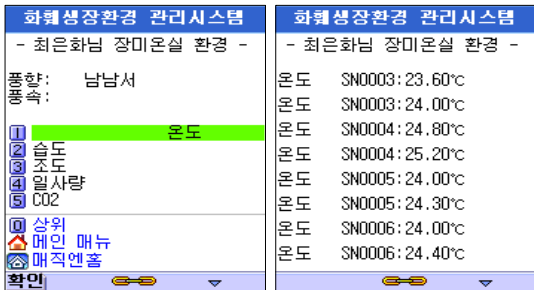 화훼생장환경 관리시스템
- 최은화님 장미온실 환경 -
풍향: 남남서
풍속:
1 온도
2 습도
3 조도
4 일사량
5 CO2
0 상위
메인 메뉴
매직엔홈
확인
화훼생장환경 관리시스템
- 최은화님 장미온실 환경 -
온도 SN0003:23.60℃
온도 SN0003:24.00℃
온도 SN0004:24.80℃
온도 SN0004:25.20℃
온도 SN0005:24.00℃
온도 SN0005:24.30℃
온도 SN0006:24.00℃
온도 SN0006:24.40℃